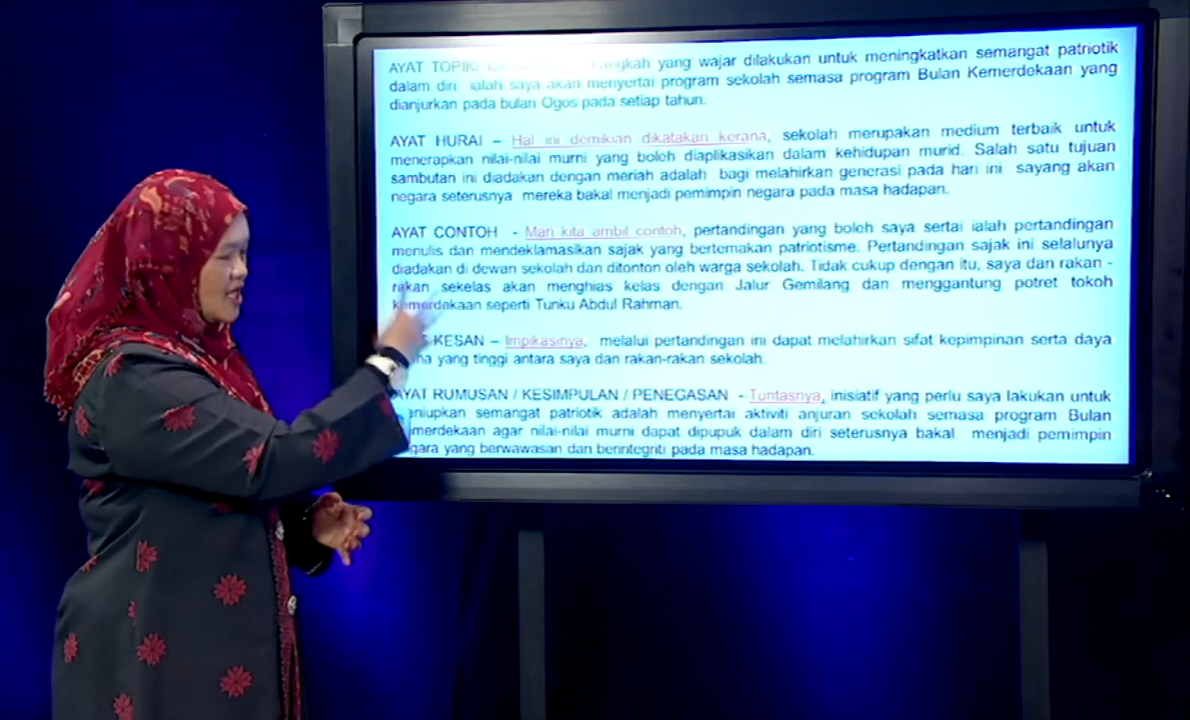 AYAT TOPIK langkah yang wajar dilakukan untuk meningkatkan semangat patriotik
dalam diri ialah saya akan menyertai program sekolah semasa program Bulan Kemerdekaan yang
dianjurkan pada bulan Ogos pada setiap tahun.
AYAT HURAI – Hal ini demikian dikatakan kerana, sekolah merupakan medium terbaik untuk
menerapkan nilai-nilai murni yang boleh diaplikasikan dalam kehidupan murid. Salah satu tujuan
sambutan ini diadakan dengan meriah adalah bagi melahirkan generasi pada hari ini sayang akan
negara seterusnya mereka bakal menjadi pemimpin negara pada masa hadapan.
AYAT CONTOH - Mari kita ambil contoh, pertandingan yang boleh saya sertai ialah pertandingan
menulis dan mendeklamasikan sajak yang bertemakan patriotisme. Pertandingan sajak ini selalunya
diadakan di dewan sekolah dan ditonton oleh warga sekolah. Tidak cukup dengan itu, saya dan rakan -
rakan sekelas akan menghias kelas dengan Jalur Gemilang dan menggantung potret tokoh
kemerdekaan seperti Tunku Abdul Rahman.
KESAN – Impikasinya, melalui pertandingan ini dapat melahirkan sifat kepimpinan serta daya
yang tinggi antara saya dan rakan-rakan sekolah.
AYAT RUMUSAN / KESIMPULAN / PENEGASAN - Tuntasnya, inisiatif yang perlu saya lakukan untuk
eniupkan semangat patriotik adalah menyertai aktiviti anjuran sekolah semasa program Bulan
merdekaan agar nilai-nilai murni dapat dipupuk dalam diri seterusnya bakal menjadi pemimpin
gara yang berwawasan dan berintegriti pada masa hadapan.